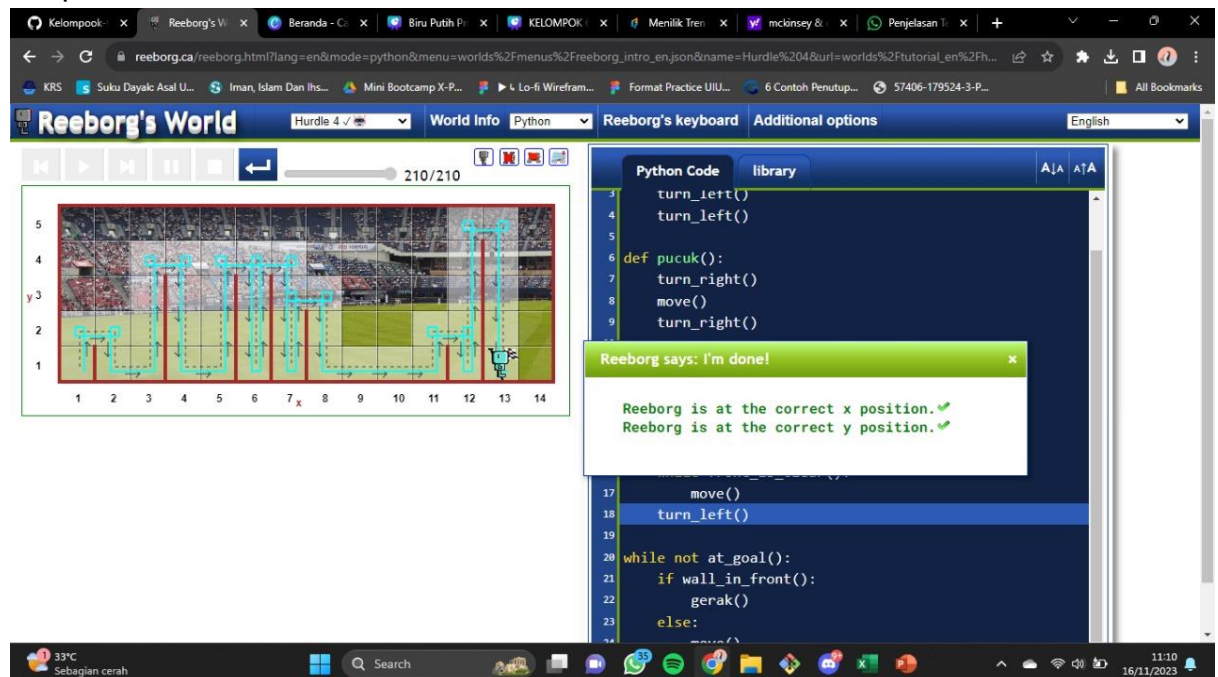 Kelompook-
Reeborg's W
Beranda - Ca
Biru Putih Pr
KELOMPOK
Menilik Tren
mckinsey &
Penjelasan T
reeborg.ca/reeborg.html?lang=en&mode=python&menu=worlds%2Fmenus%2Freeborg_intro_en.json&name=Hurdle%204&url=worlds%2Ftutorial_en%2Fh...
KRS
Suku Dayak: Asal U...
Iman, Islam Dan Ihs...
Mini Bootcamp X-P...
Lo-fi Wirefram...
Format Practice UIU...
6 Contoh Penutup...
57406-179524-3-P...
All Bookmarks
Reeborg's World
Hurdle 4 ✓
World Info
Python
Reeborg's keyboard
Additional options
English
210/210
Python Code
library
A↓A
A↑A
5
4
y 3
2
1
1 2 3 4 5 6 7 x 8 9 10 11 12 13 14
3 turn_left()
4 turn_left()
5
6 def pucuk():
7 turn_right()
8 move()
9 turn_right()
Reeborg says: I'm done!
×
Reeborg is at the correct x position.✔
Reeborg is at the correct y position.✔
17 move()
18 turn_left()
19
20 while not at_goal():
21 if wall_in_front():
22 gerak()
23 else:
move()
1
33°C
Sebagian cerah
Search
35
11:10
16/11/2023